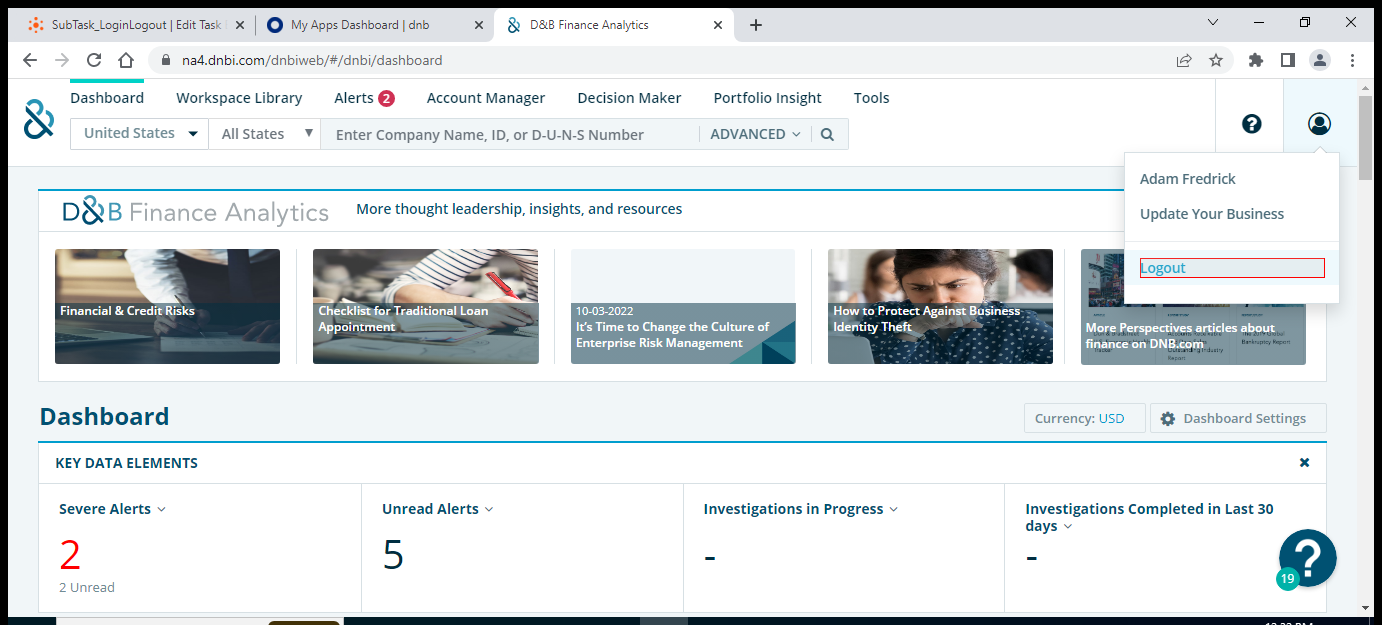 SubTask_LoginLogout | Edit Task
My Apps Dashboard | dnb
D&B Finance Analytics
na4.dnbi.com/dnbiweb/#/dnbi/dashboard
Dashboard
Workspace Library
Alerts 2
Account Manager
Decision Maker
Portfolio Insight
Tools
United States
All States
Enter Company Name, ID, or D-U-N-S Number
ADVANCED
Adam Fredrick
Update Your Business
Logout
D&B Finance Analytics
More thought leadership, insights, and resources
Financial & Credit Risks
Checklist for Traditional Loan
Appointment
10-03-2022
It's Time to Change the Culture of
Enterprise Risk Management
How to Protect Against Business
Identity Theft
More Perspectives articles about
finance on DNB.com
Dashboard
Currency: USD
Dashboard Settings
KEY DATA ELEMENTS
Severe Alerts
2
2 Unread
Unread Alerts
5
Investigations in Progress
-
Investigations Completed in Last 30
days
-
?
19